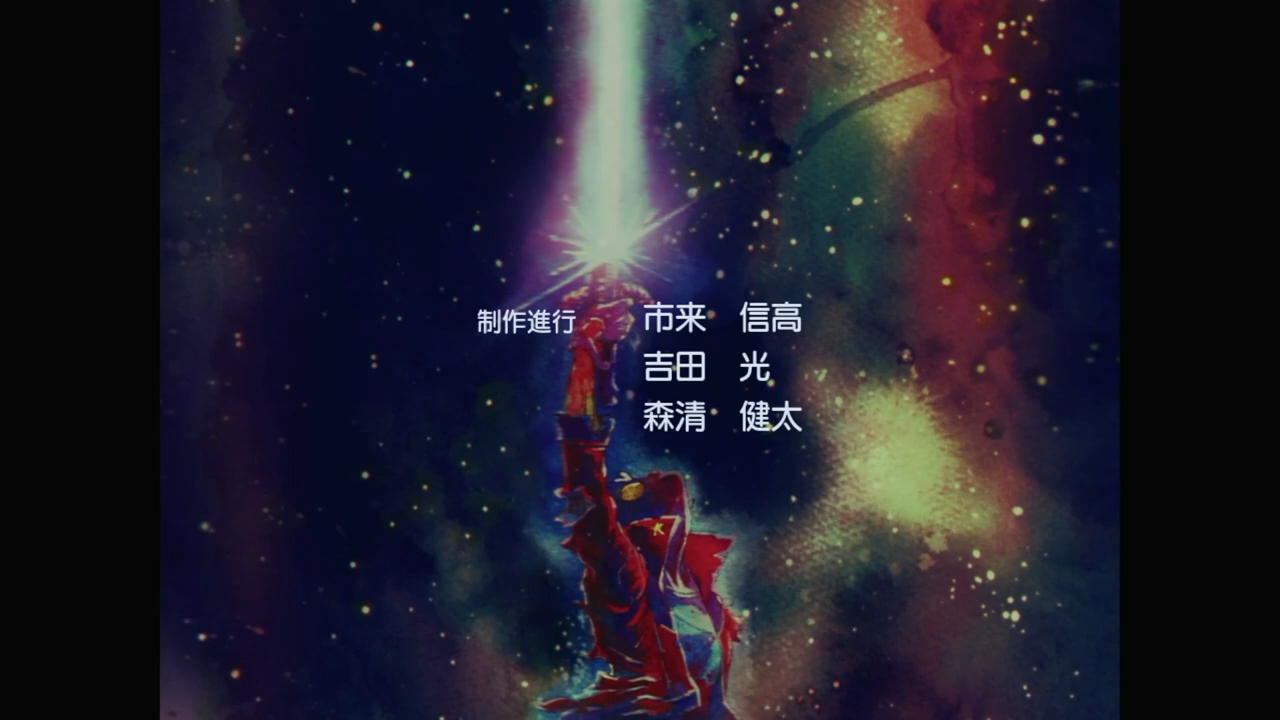 制作進行 市来 信高
吉田 光
森清 健太